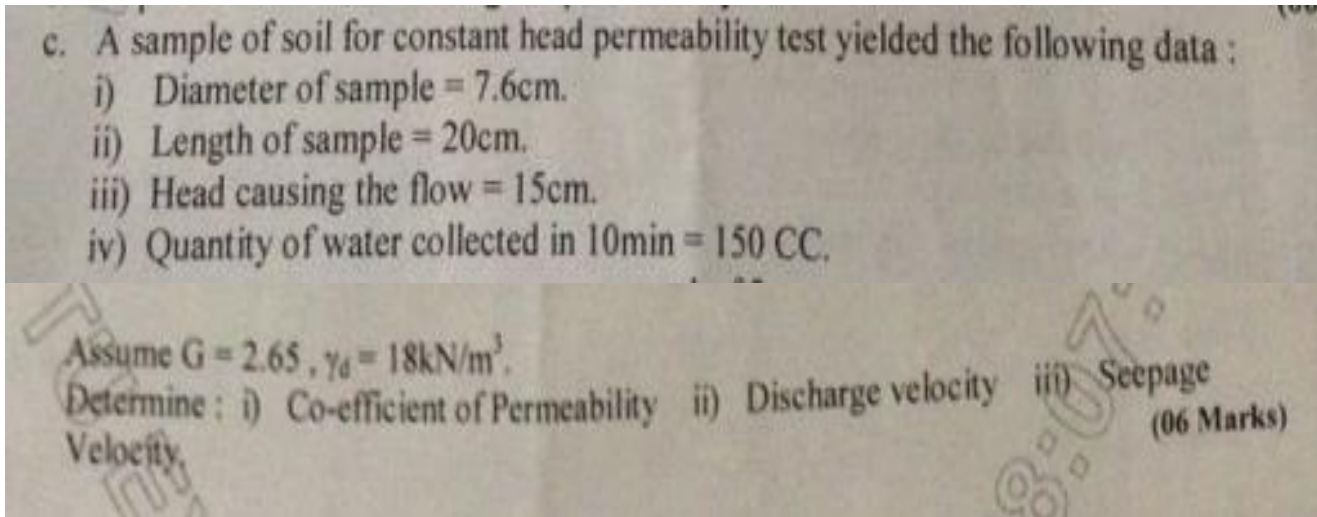 c. A sample of soil for constant head permeability test yielded the following data :
i) Diameter of sample = 7.6cm.
ii) Length of sample = 20cm.
iii) Head causing the flow = 15cm.
iv) Quantity of water collected in 10min = 150 CC.
Assume G = 2.65 , γd = 18kN/m³.
Determine : i) Co-efficient of Permeability ii) Discharge velocity iii) Seepage
Velocity.
(06 Marks)